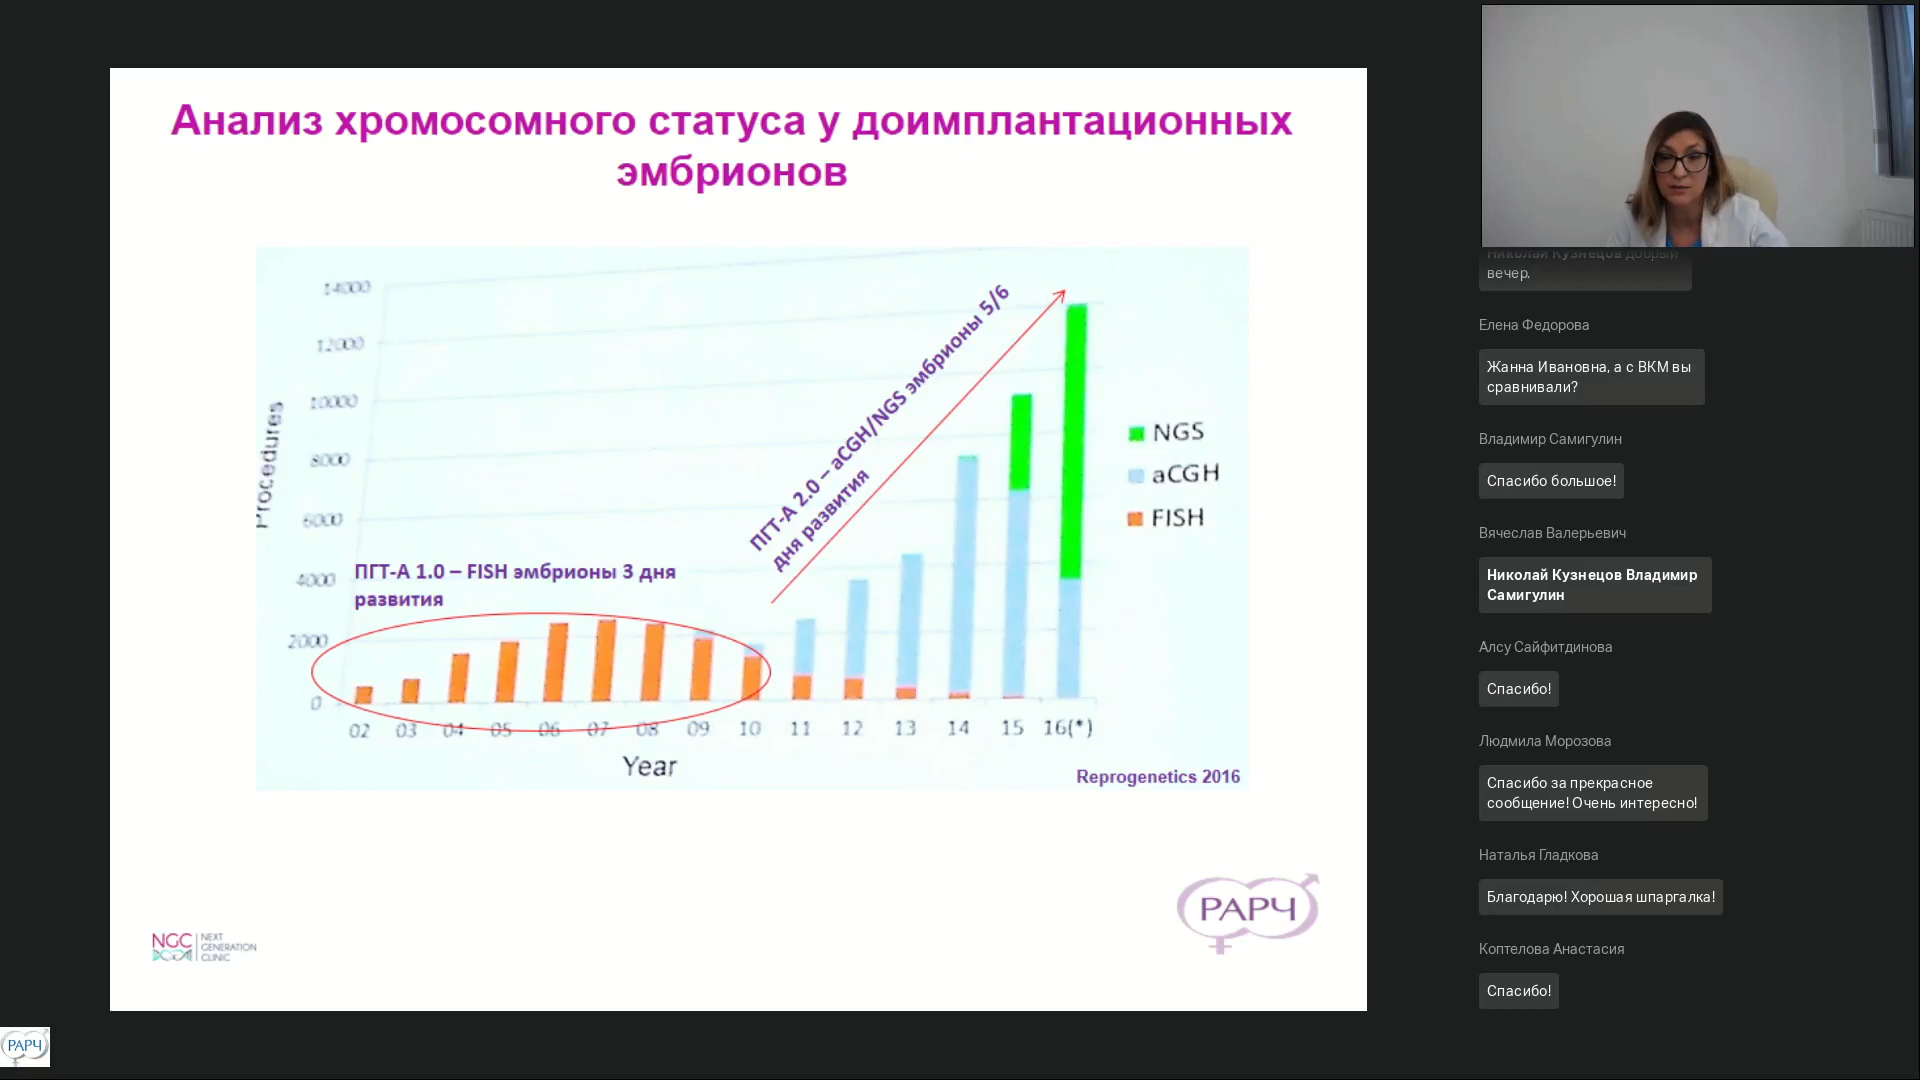 Анализ хромосомного статуса у доимплантационных
эмбрионов
14000
12000
10000
8000
6000
4000
2000
0
Procedures
ПГТ-А 1.0 – FISH эмбрионы 3 дня
развития
ПГТ-А 2.0 – aCGH/NGS эмбрионы 5/6
дня развития
NGS
aCGH
FISH
02 03 04 05 06 07 08 09 10 11 12 13 14 15 16(*)
Year
Reprogenetics 2016
NGC
NEXT
GENERATION
CLINIC
РАРЧ
РАРЧ
Николай Кузнецов добрый
вечер.
Елена Федорова
Жанна Ивановна, а с ВКМ вы
сравнивали?
Владимир Самигулин
Спасибо большое!
Вячеслав Валерьевич
Николай Кузнецов Владимир
Самигулин
Алсу Сайфитдинова
Спасибо!
Людмила Морозова
Спасибо за прекрасное
сообщение! Очень интересно!
Наталья Гладкова
Благодарю! Хорошая шпаргалка!
Коптелова Анастасия
Спасибо!